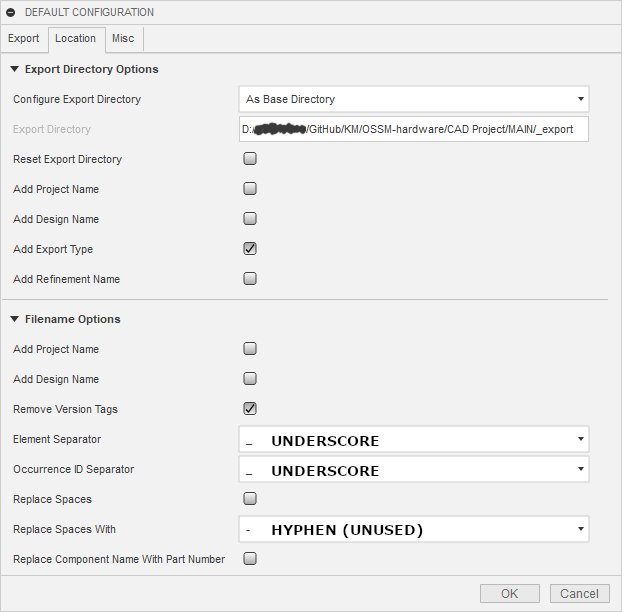 DEFAULT CONFIGURATION
Export Location Misc
Export Directory Options
Configure Export Directory As Base Directory
Export Directory D:/ /GitHub/KM/OSSM-hardware/CAD Project/MAIN/_export
Reset Export Directory
Add Project Name
Add Design Name
Add Export Type
Add Refinement Name
Filename Options
Add Project Name
Add Design Name
Remove Version Tags
Element Separator _ UNDERSCORE
Occurrence ID Separator _ UNDERSCORE
Replace Spaces
Replace Spaces With - HYPHEN (UNUSED)
Replace Component Name With Part Number
OK Cancel